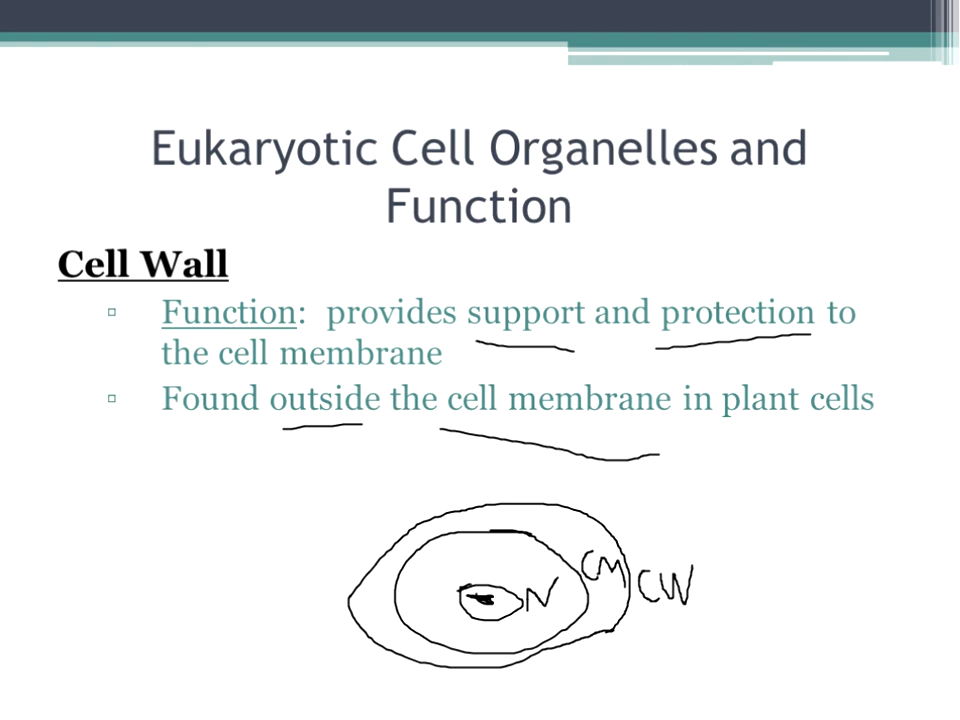 Eukaryotic Cell Organelles and
Function
Cell Wall
▫ Function: provides support and protection to
the cell membrane
▫ Found outside the cell membrane in plant cells
CM
CW
N